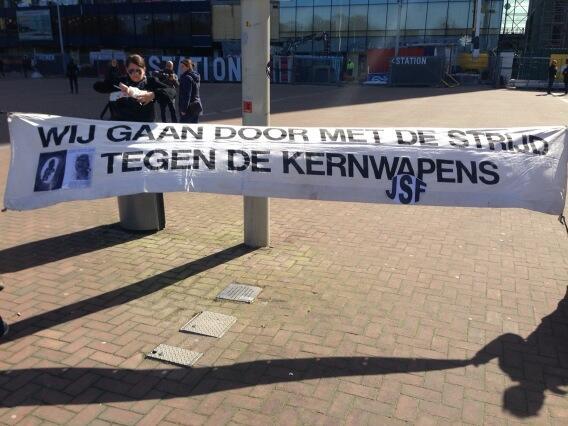 STATION
STATION
WIJ GAAN DOOR MET DE STRIJD
TEGEN DE KERNWAPENS
JSF